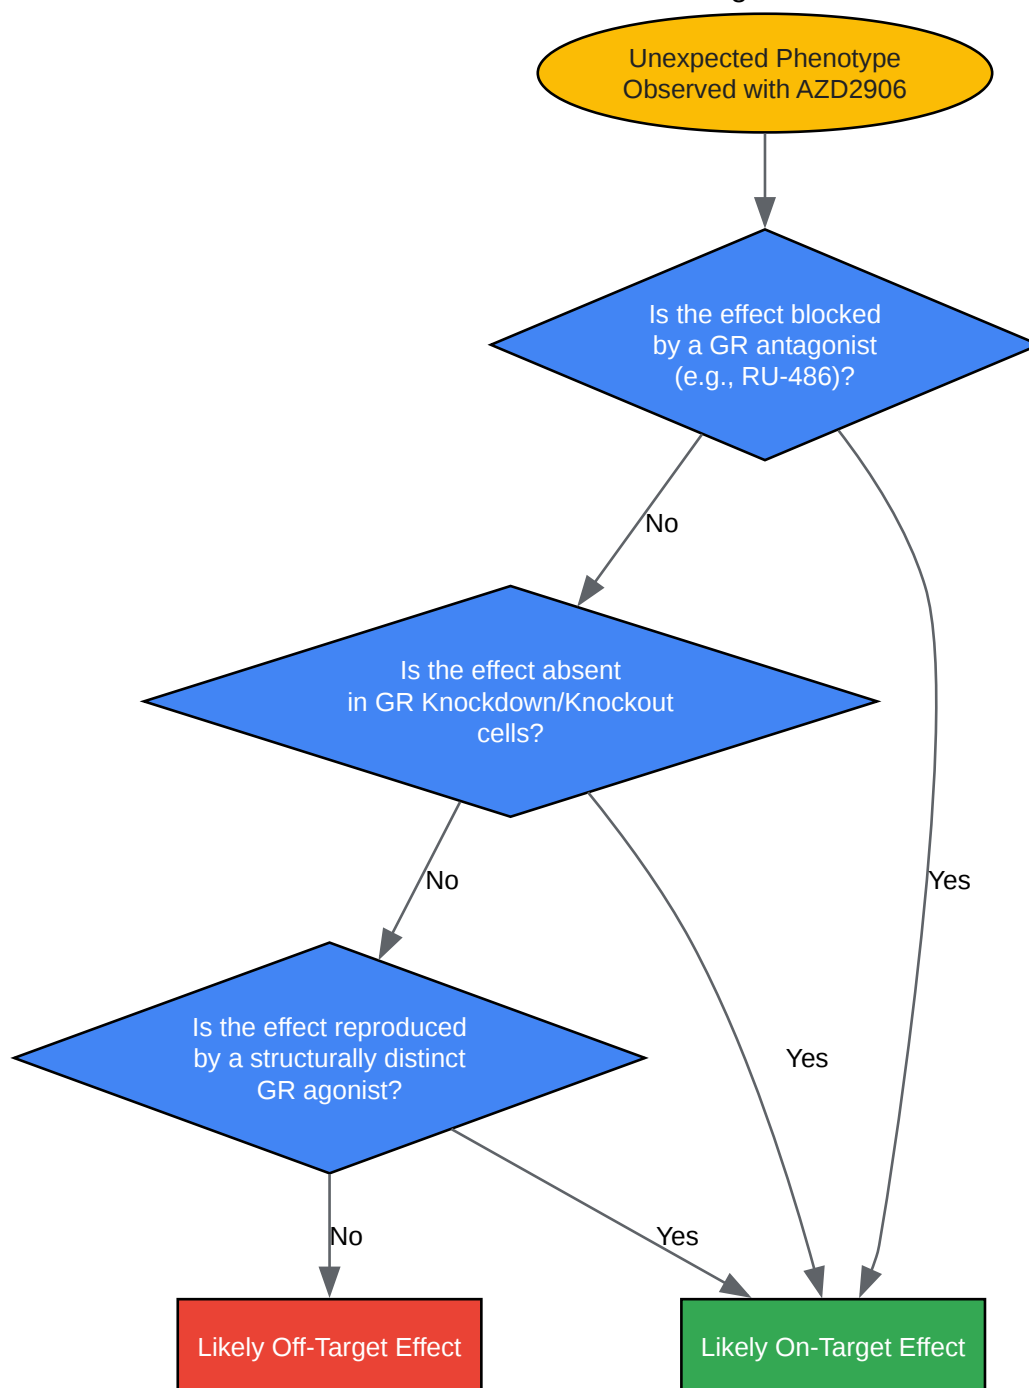 Unexpected Phenotype
Observed with AZD2906
Is the effect blocked
by a GR antagonist
(e.g., RU-486)?
No
Is the effect absent
in GR Knockdown/Knockout
cells?
No
Yes
Is the effect reproduced
by a structurally distinct
GR agonist?
Yes
No
Yes
Likely Off-Target Effect
Likely On-Target Effect